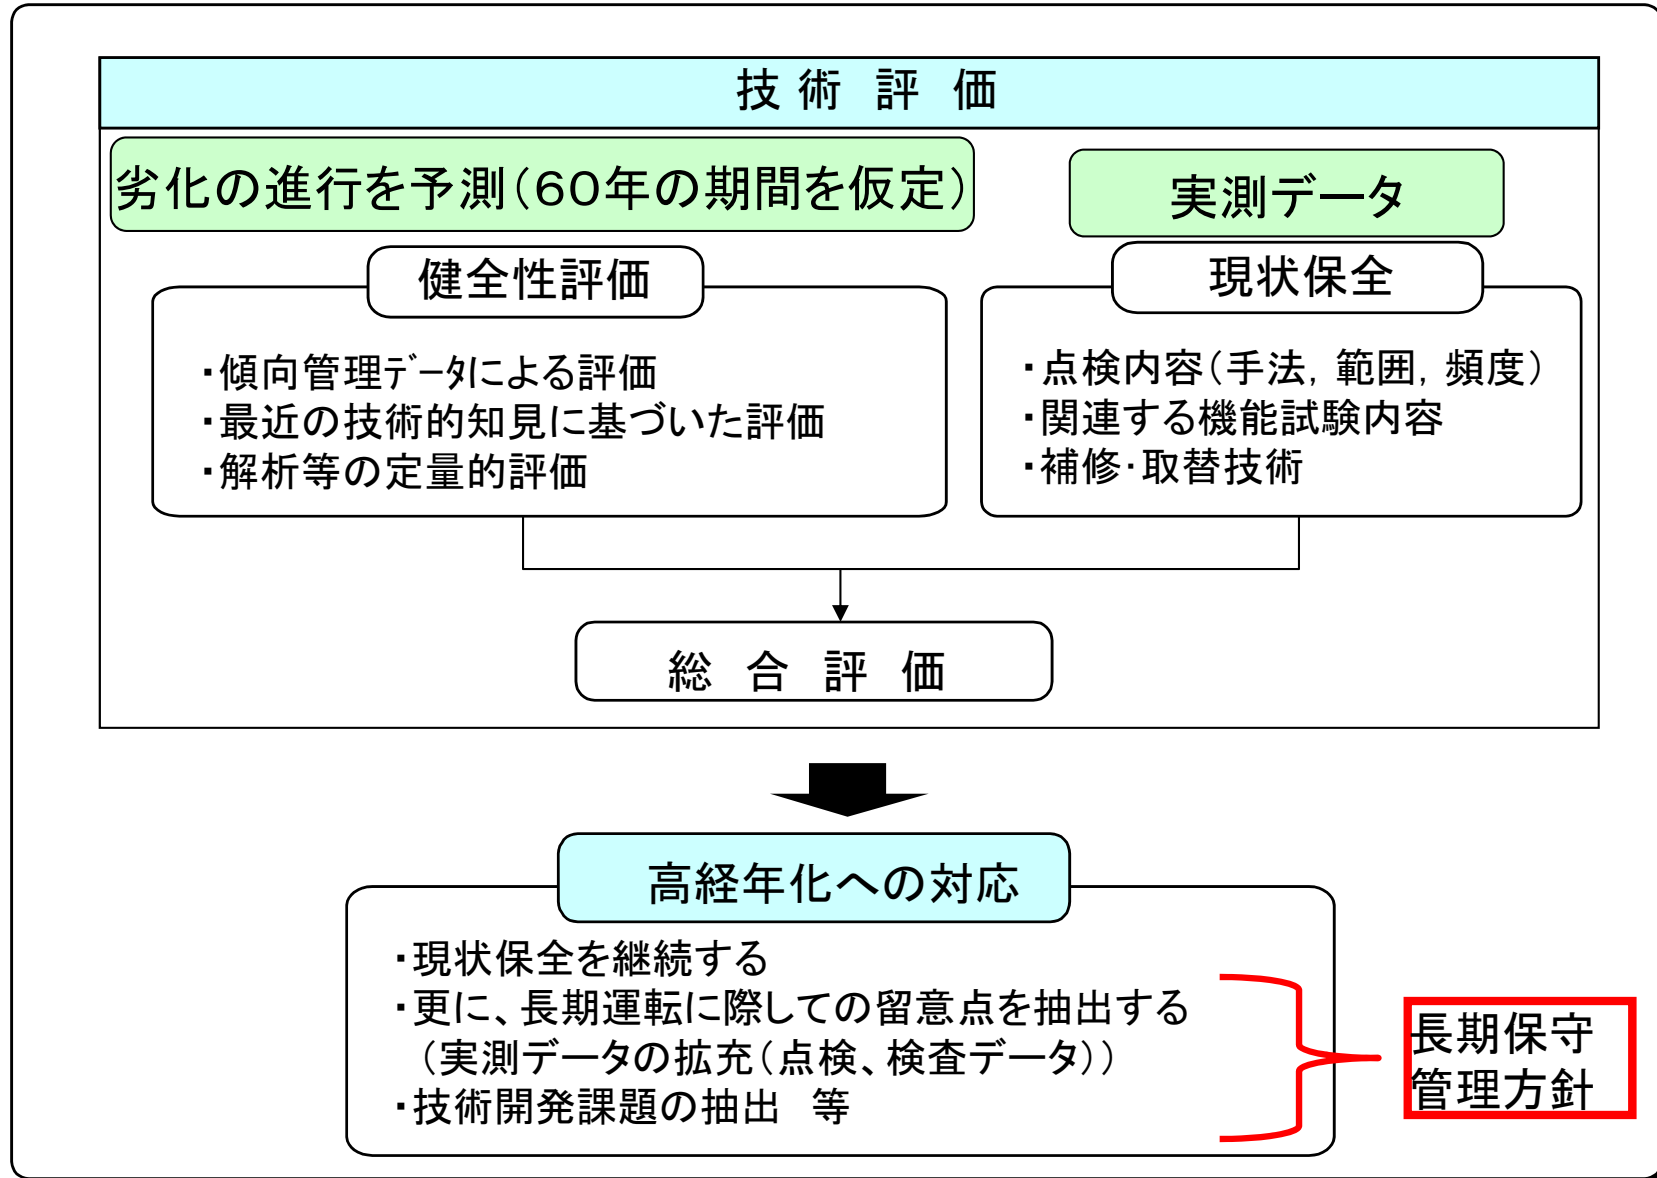 技術 評 価
劣化の進行を予測(60年の期間を仮定)
実測データ
健全性評価
・傾向管理ﾃﾞｰﾀによる評価
・最近の技術的知見に基づいた評価
・解析等の定量的評価
現状保全
・点検内容(手法, 範囲, 頻度)
・関連する機能試験内容
・補修・取替技術
総 合 評 価
高経年化への対応
・現状保全を継続する
・更に、長期運転に際しての留意点を抽出する
(実測データの拡充(点検、検査データ))
・技術開発課題の抽出 等
長期保守
管理方針